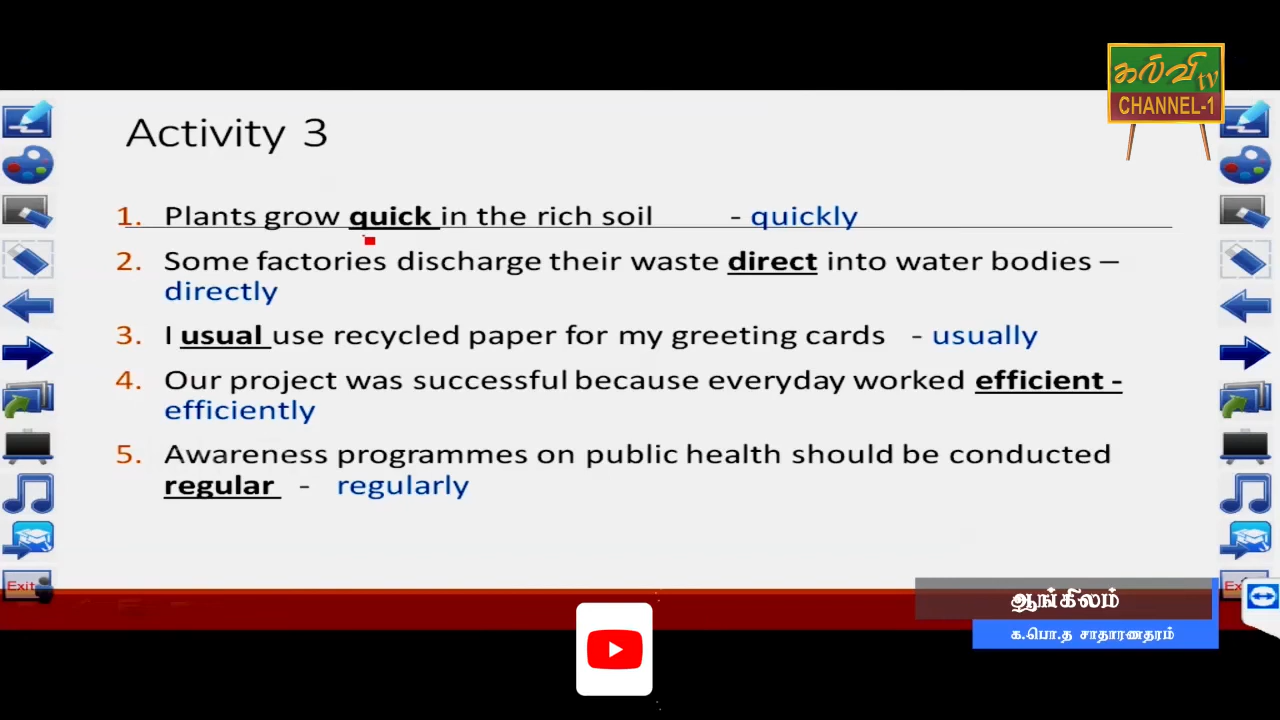 கல்வி tv
CHANNEL-1
Activity 3
1. Plants grow quick in the rich soil - quickly
2. Some factories discharge their waste direct into water bodies –
directly
3. I usual use recycled paper for my greeting cards - usually
4. Our project was successful because everyday worked efficient -
efficiently
5. Awareness programmes on public health should be conducted
regular - regularly
Exit
ஆங்கிலம்
க.பொ.த சாதாரணதரம்